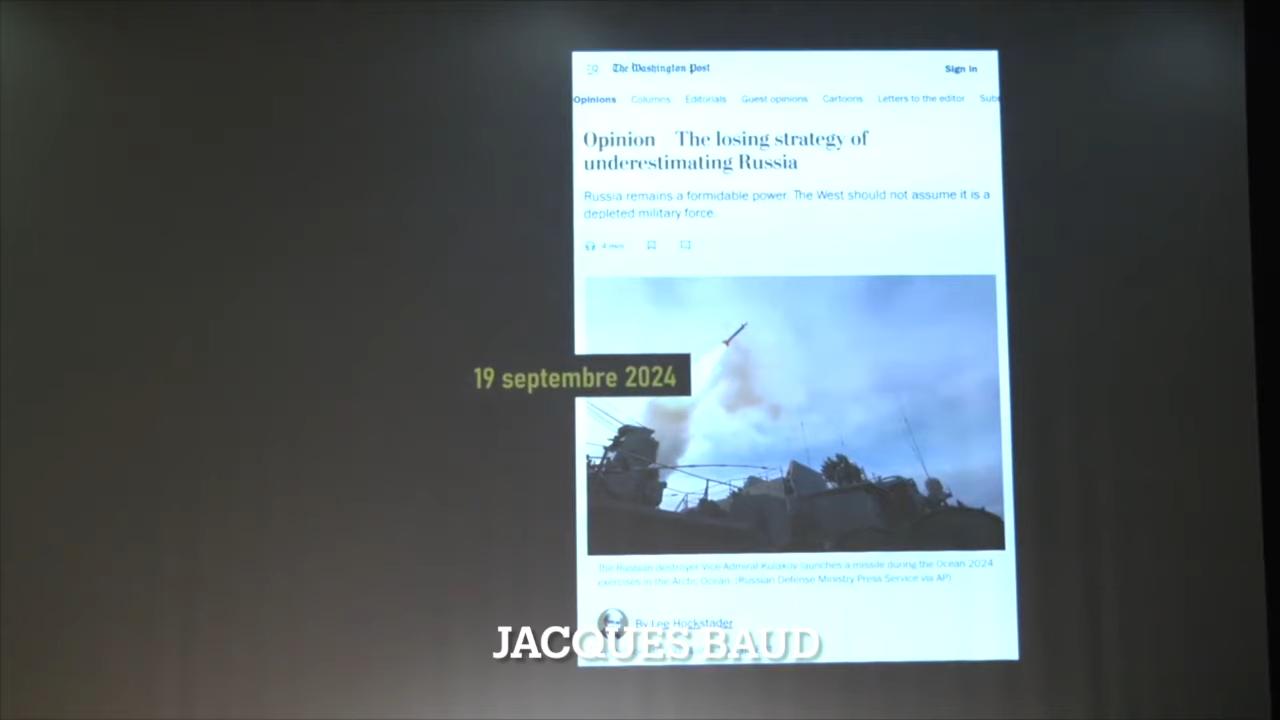 The Washington Post
Sign in
Opinions Columns Editorials Guest opinions Cartoons Letters to the editor Sub
Opinion The losing strategy of
underestimating Russia
Russia remains a formidable power. The West should not assume it is a
depleted military force.
4 min
19 septembre 2024
The Russian destroyer Vice-Admiral Kulakov launches a missile during the Ocean 2024
exercises in the Arctic Ocean. (Russian Defense Ministry Press Service via AP)
By Lee Hockstader
JACQUES BAUD